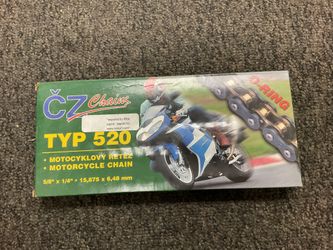 ČZ Chains
O-RING
TYP 520
• MOTOCYKLOVÝ ŘETĚZ
• MOTORCYCLE CHAIN
5/8" x 1/4" • 15,875 x 6,48 mm